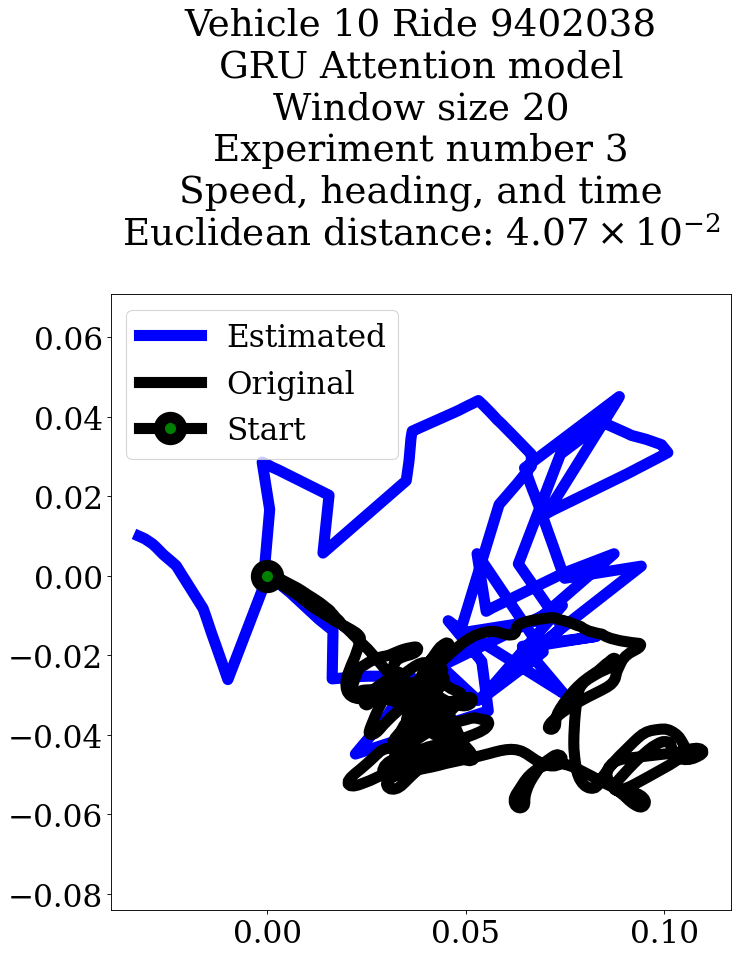 Vehicle 10 Ride 9402038
GRU Attention model
Window size 20
Experiment number 3
Speed, heading, and time
Euclidean distance: 4.07 × 10⁻²
Estimated
Original
Start
0.06
0.04
0.02
0.00
−0.02
−0.04
−0.06
−0.08
0.00 0.05 0.10